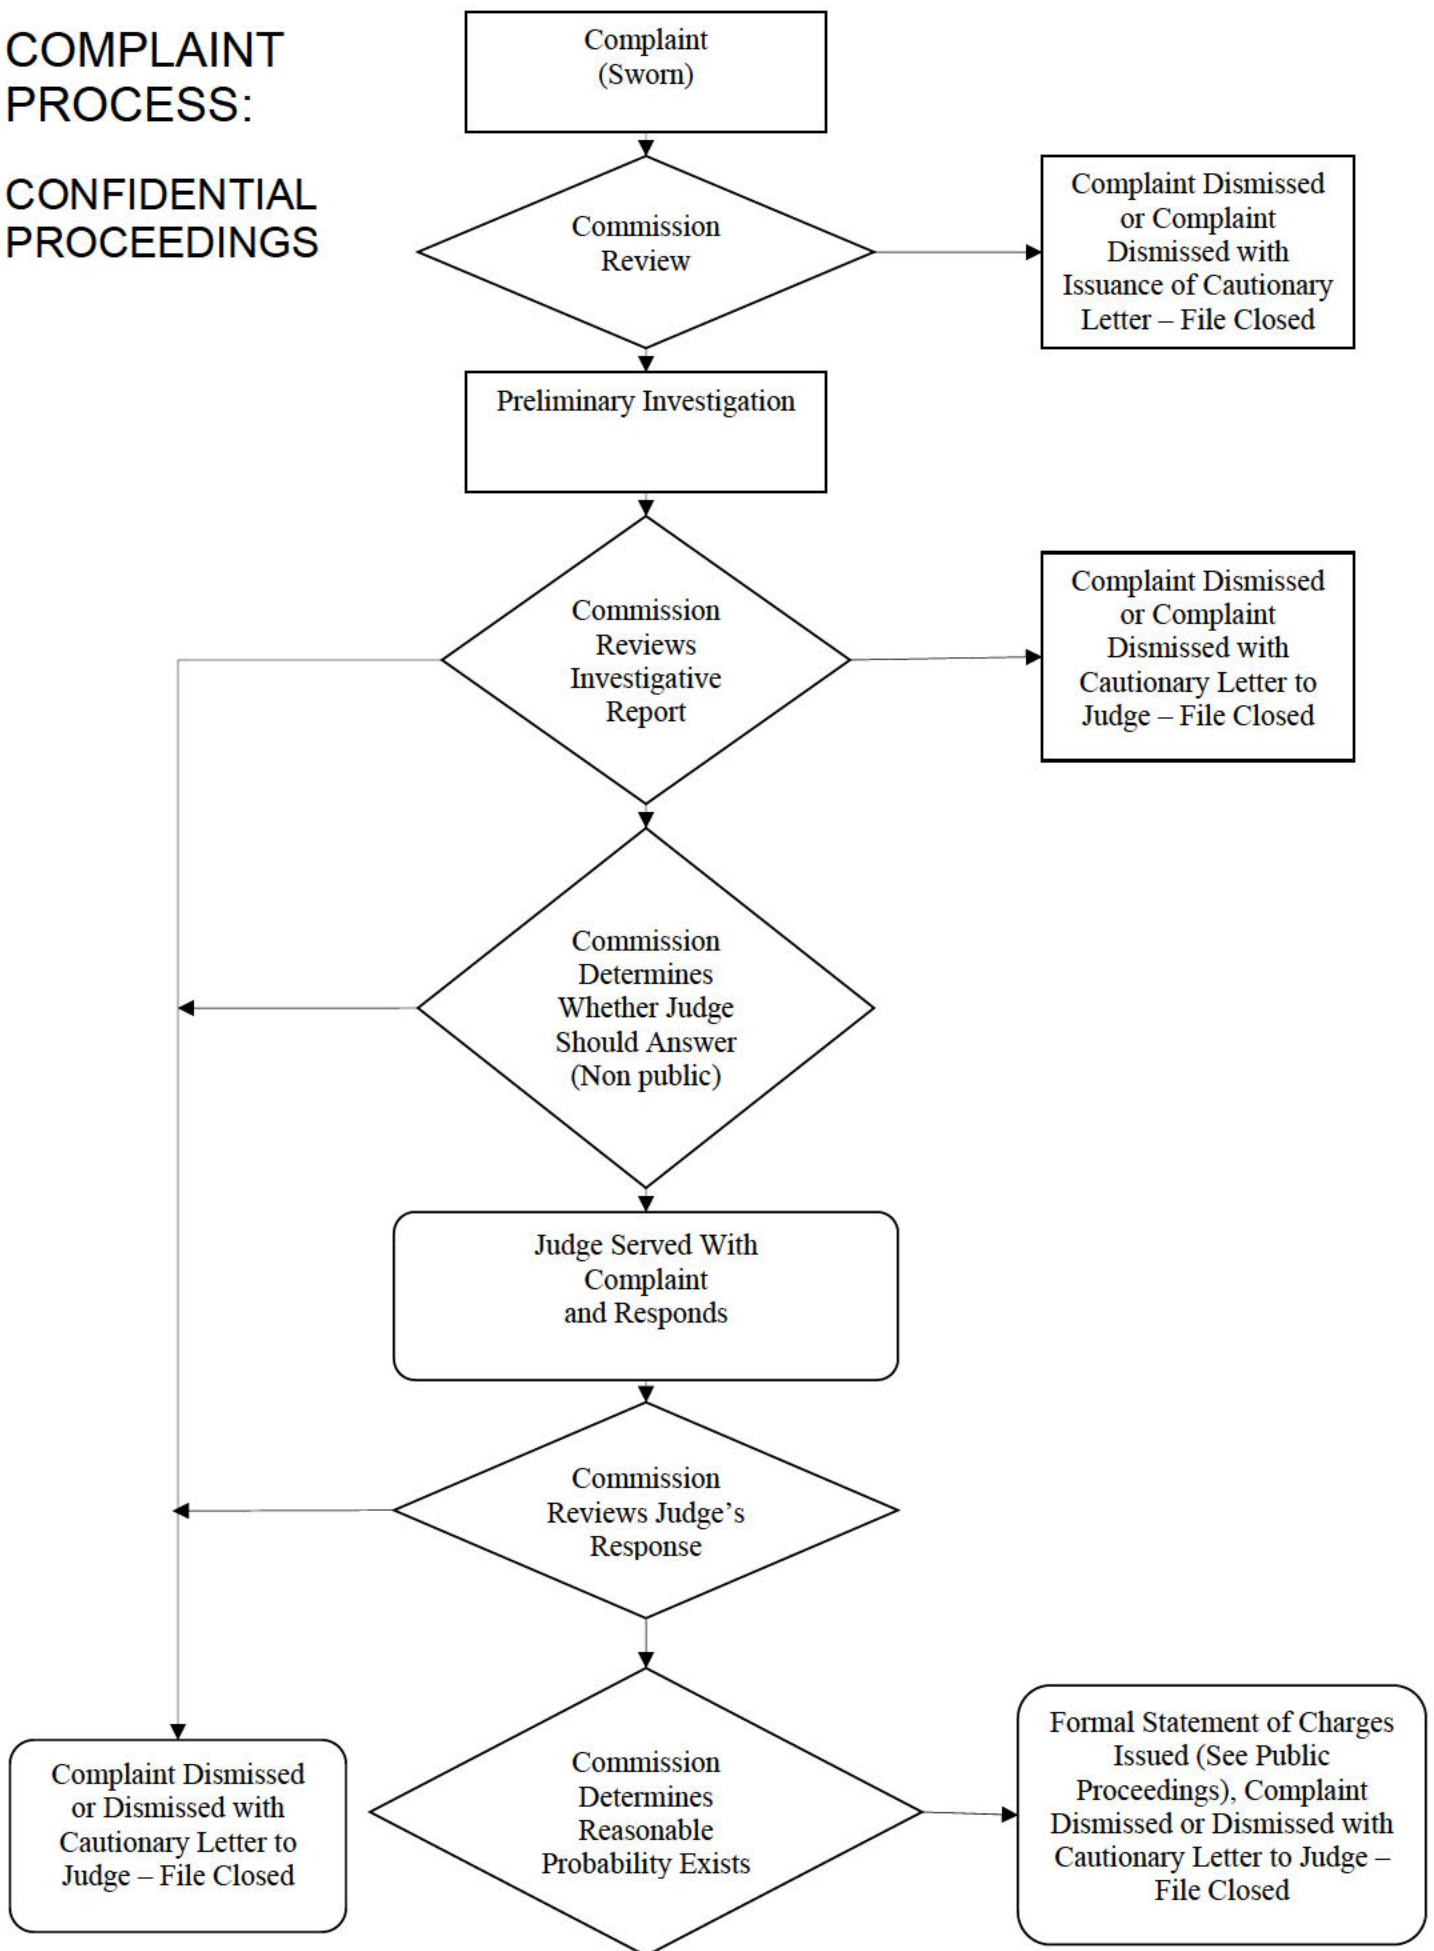 COMPLAINT
PROCESS:
CONFIDENTIAL
PROCEEDINGS
Complaint
(Sworn)
Commission
Review
Complaint Dismissed
or Complaint
Dismissed with
Issuance of Cautionary
Letter – File Closed
Preliminary Investigation
Commission
Reviews
Investigative
Report
Complaint Dismissed
or Complaint
Dismissed with
Cautionary Letter to
Judge – File Closed
Commission
Determines
Whether Judge
Should Answer
(Non public)
Judge Served With
Complaint
and Responds
Commission
Reviews Judge’s
Response
Complaint Dismissed
or Dismissed with
Cautionary Letter to
Judge – File Closed
Commission
Determines
Reasonable
Probability Exists
Formal Statement of Charges
Issued (See Public
Proceedings), Complaint
Dismissed or Dismissed with
Cautionary Letter to Judge –
File Closed